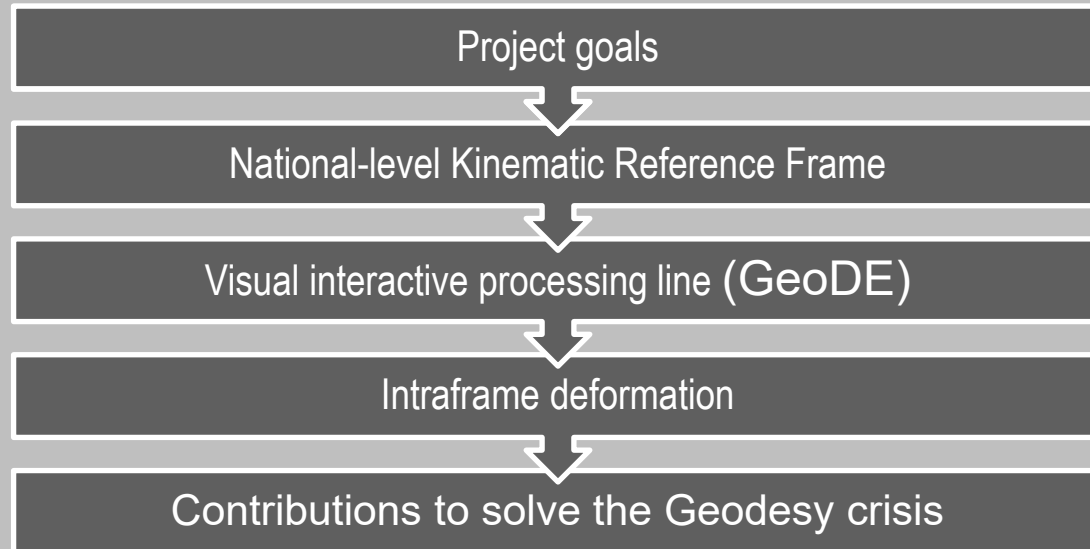 Project goals
National-level Kinematic Reference Frame
Visual interactive processing line (GeoDE)
Intraframe deformation
Contributions to solve the Geodesy crisis